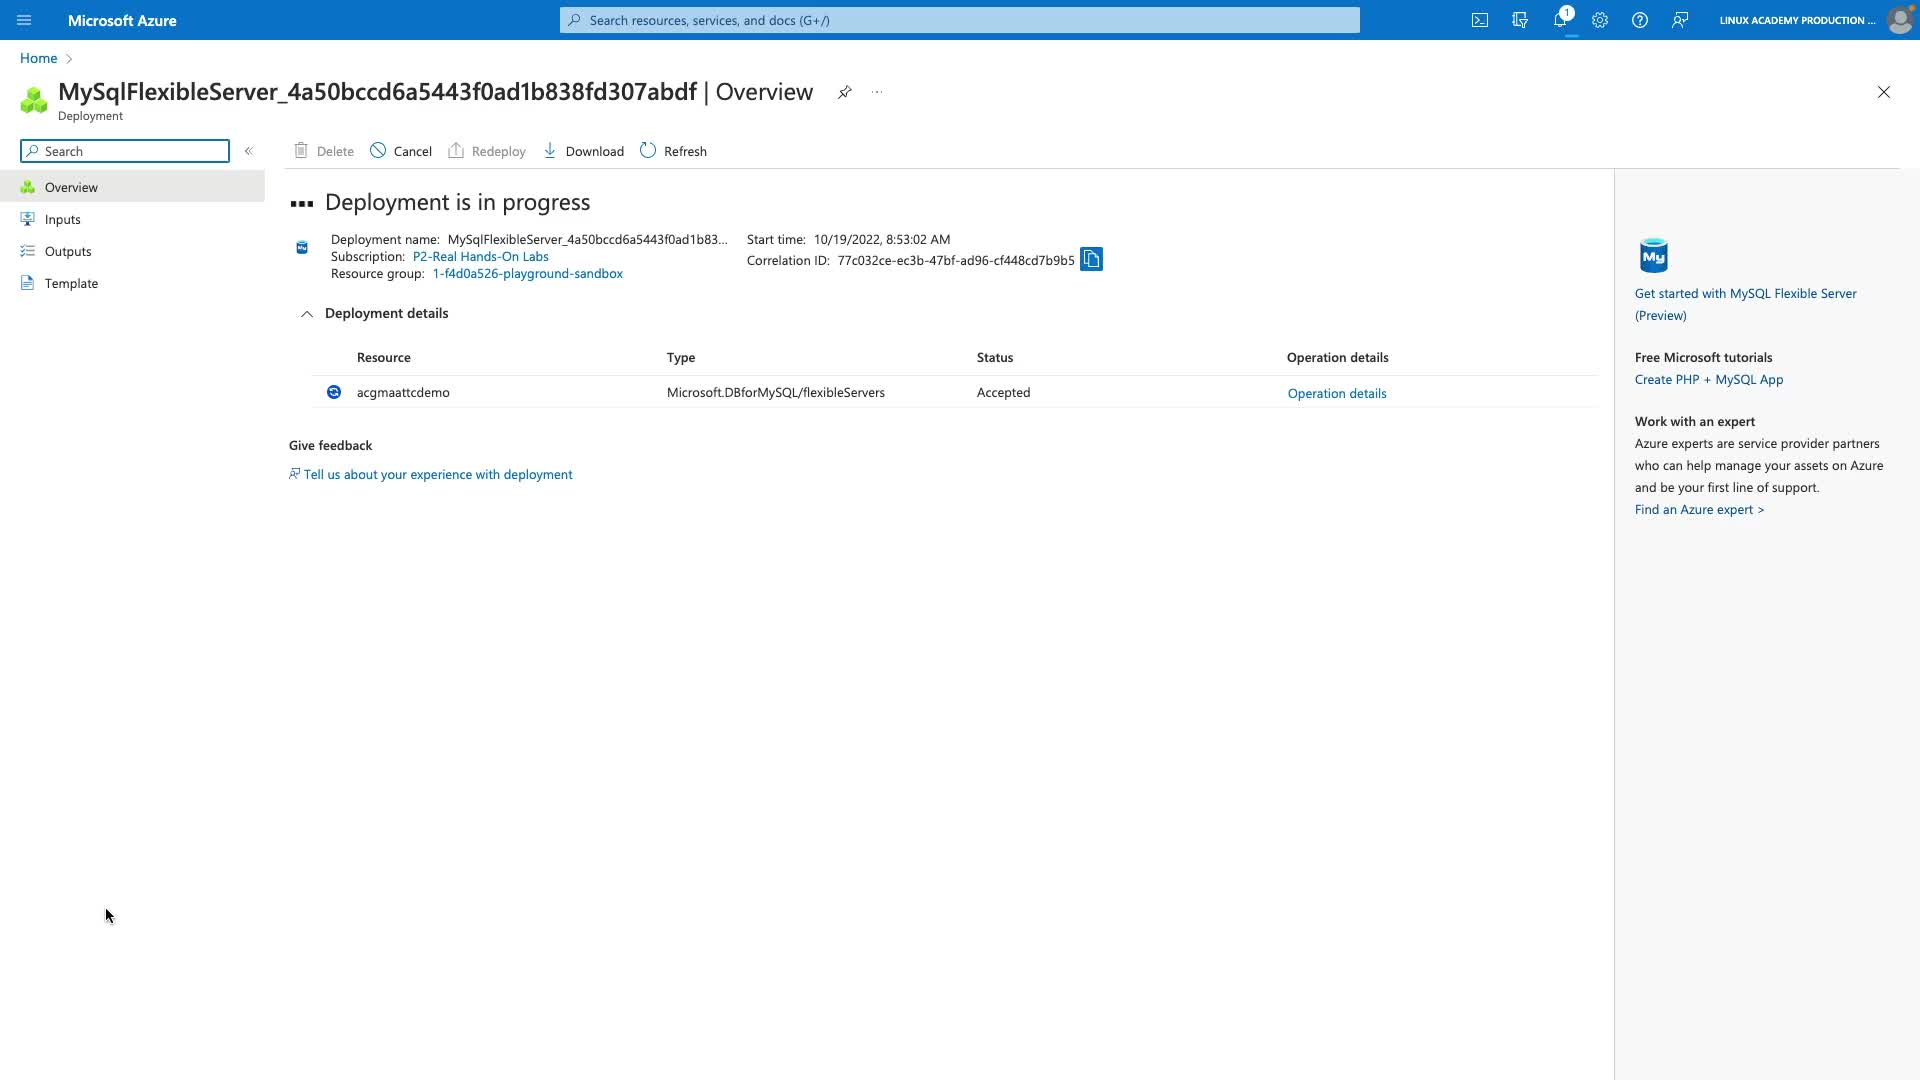 Microsoft Azure
Search resources, services, and docs (G+/)
1
LINUX ACADEMY PRODUCTION ...
Home
MySqlFlexibleServer_4a50bccd6a5443f0ad1b838fd307abdf | Overview
Deployment
Search
Delete
Cancel
Redeploy
Download
Refresh
Overview
Inputs
Outputs
Template
Deployment is in progress
Deployment name: MySqlFlexibleServer_4a50bccd6a5443f0ad1b83...
Subscription: P2-Real Hands-On Labs
Resource group: 1-f4d0a526-playground-sandbox
Start time: 10/19/2022, 8:53:02 AM
Correlation ID: 77c032ce-ec3b-47bf-ad96-cf448cd7b9b5
Deployment details
Resource Type Status Operation details
acgmaattcdemo Microsoft.DBforMySQL/flexibleServers Accepted Operation details
Give feedback
Tell us about your experience with deployment
My
Get started with MySQL Flexible Server
(Preview)
Free Microsoft tutorials
Create PHP + MySQL App
Work with an expert
Azure experts are service provider partners
who can help manage your assets on Azure
and be your first line of support.
Find an Azure expert >